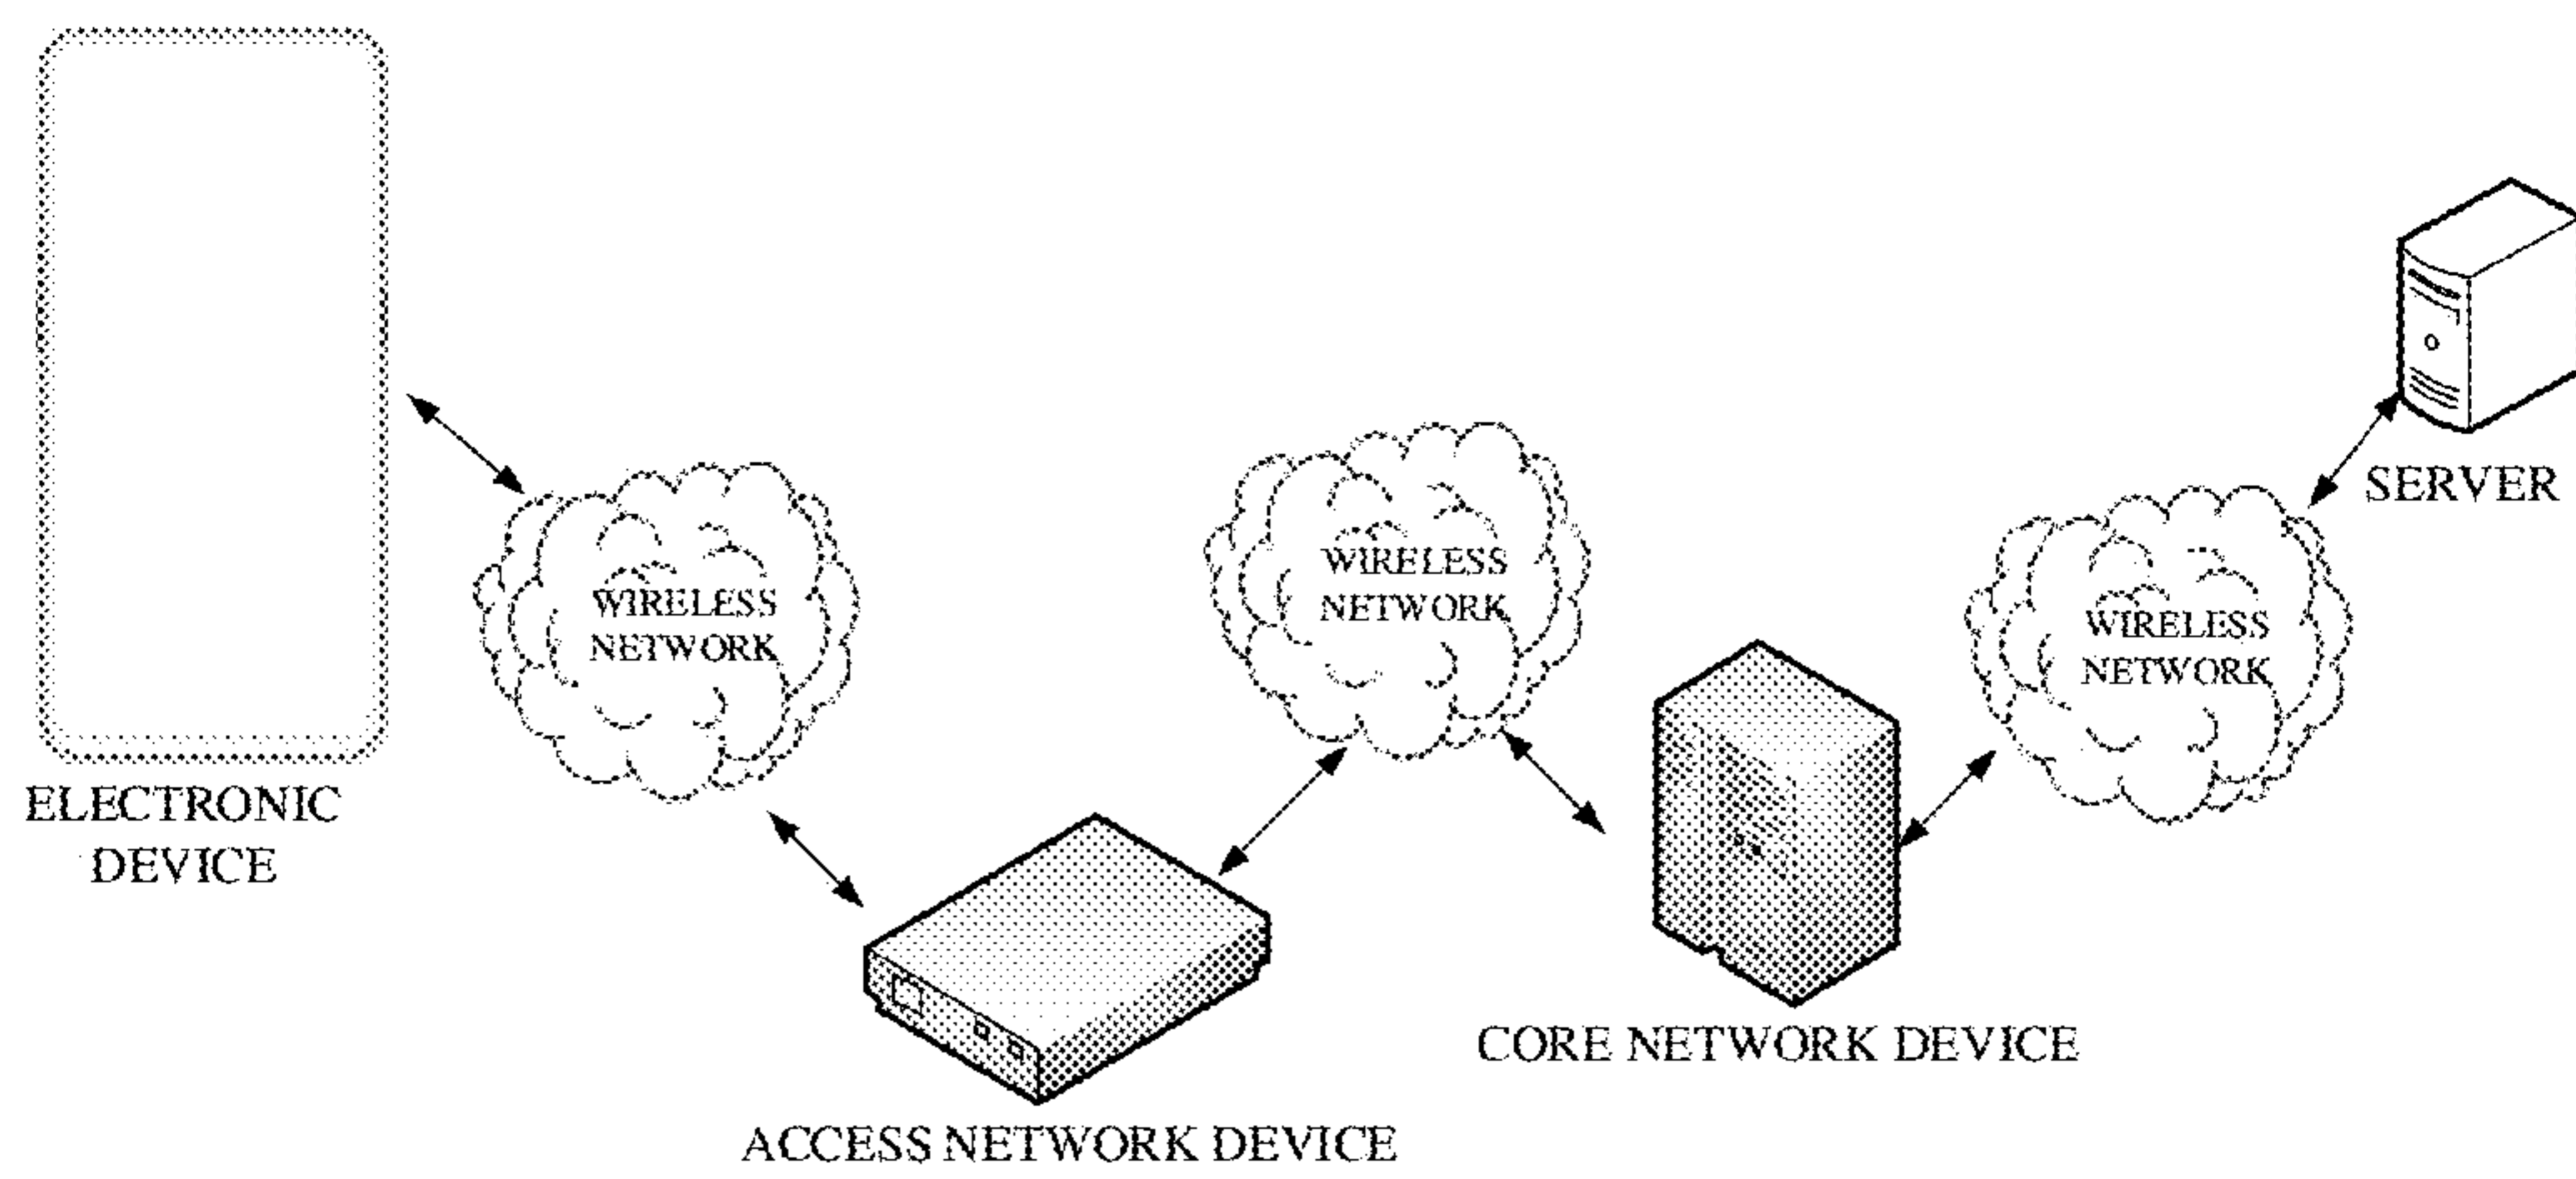 ELECTRONIC
DEVICE
WIRELESS
NETWORK
ACCESS NETWORK DEVICE
WIRELESS
NETWORK
CORE NETWORK DEVICE
WIRELESS
NETWORK
SERVER